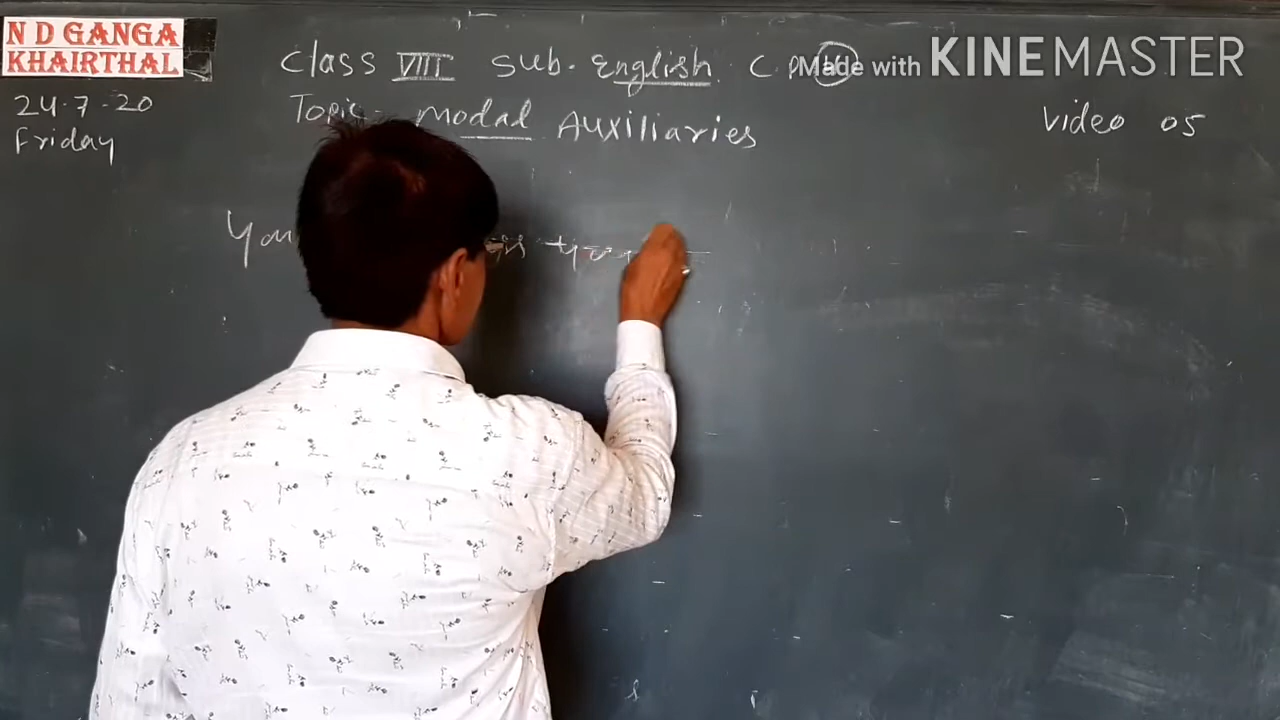 N D GANGA
KHAIRTHAL
Class VIII Sub. English C
Made with KINEMASTER
24.7.20
Friday
Topic - Modal Auxiliaries
Video 05